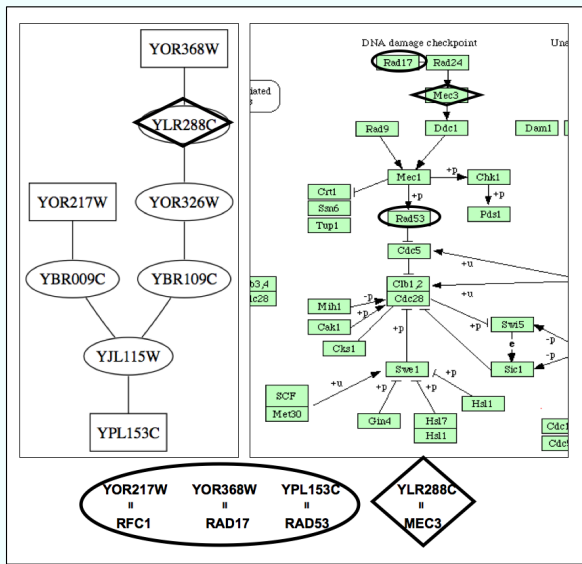 YOR368W
YLR288C
YOR217W
YOR326W
YBR009C
YBR109C
YJL115W
YPL153C
DNA damage checkpoint
Rad17
Rad24
Mec3
Rad9
Ddc1
Dam1
Mec1
+p
Chk1
Crt1
Ssn6
Tup1
+p
+p
Rad53
Pds1
Cdc5
+u
Clb1,2
Cdc28
+u
b3,4
Mih1
-p
+p
Cak1
Cks1
+p
Swi5
-p
e
+p
Swe1
+p
Sic1
-p
SCF
Met30
+u
+p
+p
Gin4
Hsl7
Hsl1
Hsl1
YOR217W YOR368W YPL153C
= = =
RFC1 RAD17 RAD53
YLR288C
=
MEC3